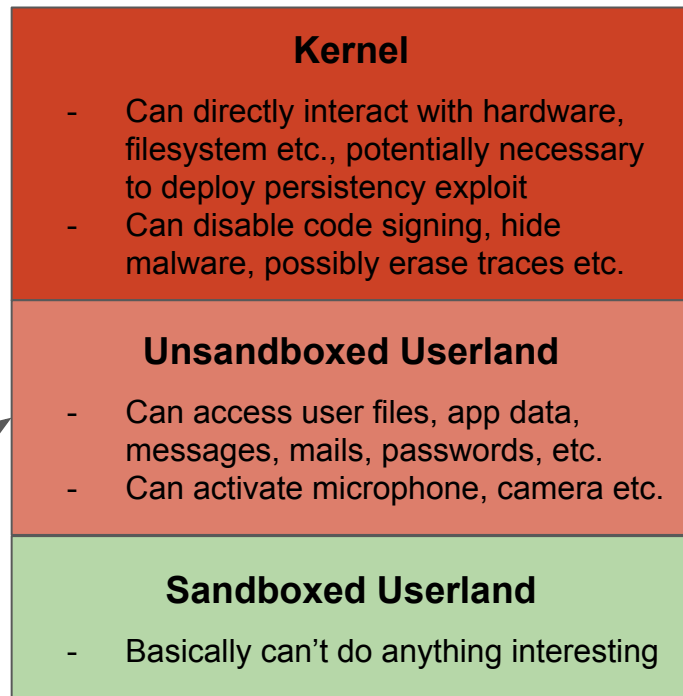 Kernel
- Can directly interact with hardware,
filesystem etc., potentially necessary
to deploy persistency exploit
- Can disable code signing, hide
malware, possibly erase traces etc.
Unsandboxed Userland
- Can access user files, app data,
messages, mails, passwords, etc.
- Can activate microphone, camera etc.
Sandboxed Userland
- Basically can’t do anything interesting